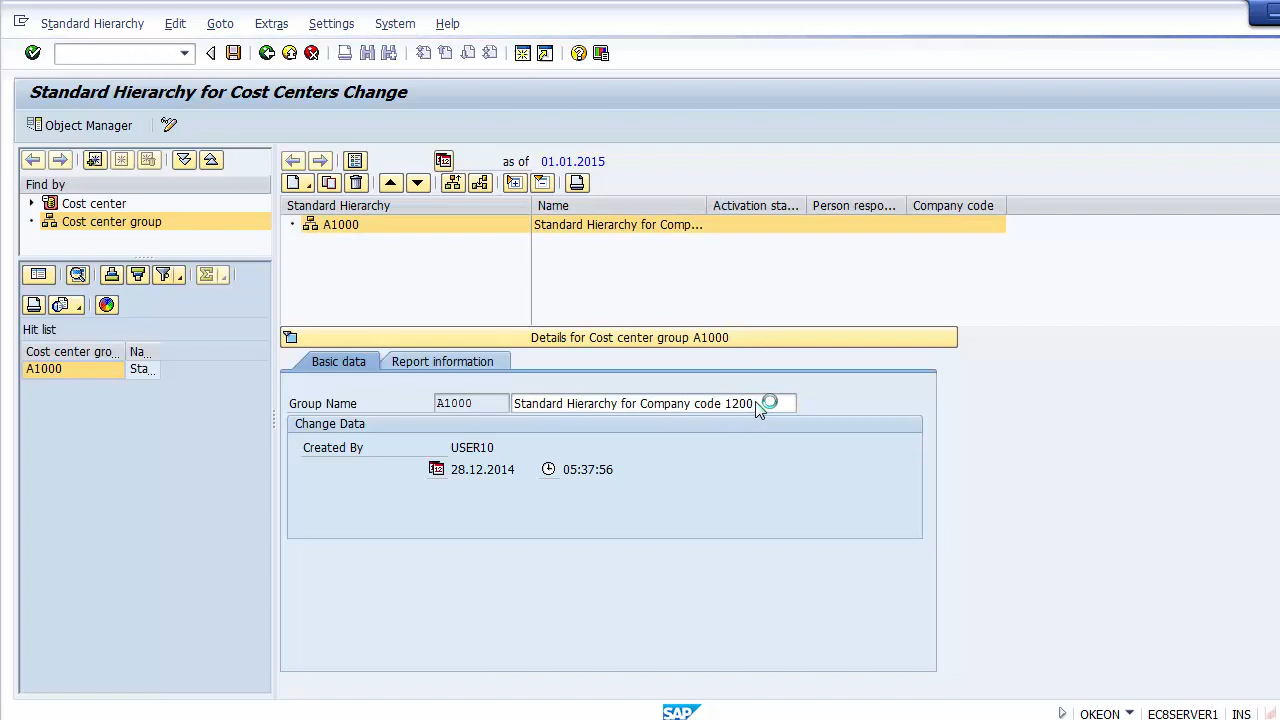 Standard Hierarchy Edit Goto Extras Settings System Help
Standard Hierarchy for Cost Centers Change
Object Manager
Find by
Cost center
Cost center group
Hit list
Cost center gro... Na...
A1000 Sta...
as of 01.01.2015
Standard Hierarchy Name Activation sta... Person respo... Company code
A1000 Standard Hierarchy for Comp...
Details for Cost center group A1000
Basic data Report information
Group Name A1000 Standard Hierarchy for Company code 1200
Change Data
Created By USER10
28.12.2014 05:37:56
SAP OKEON EC8SERVER1 INS